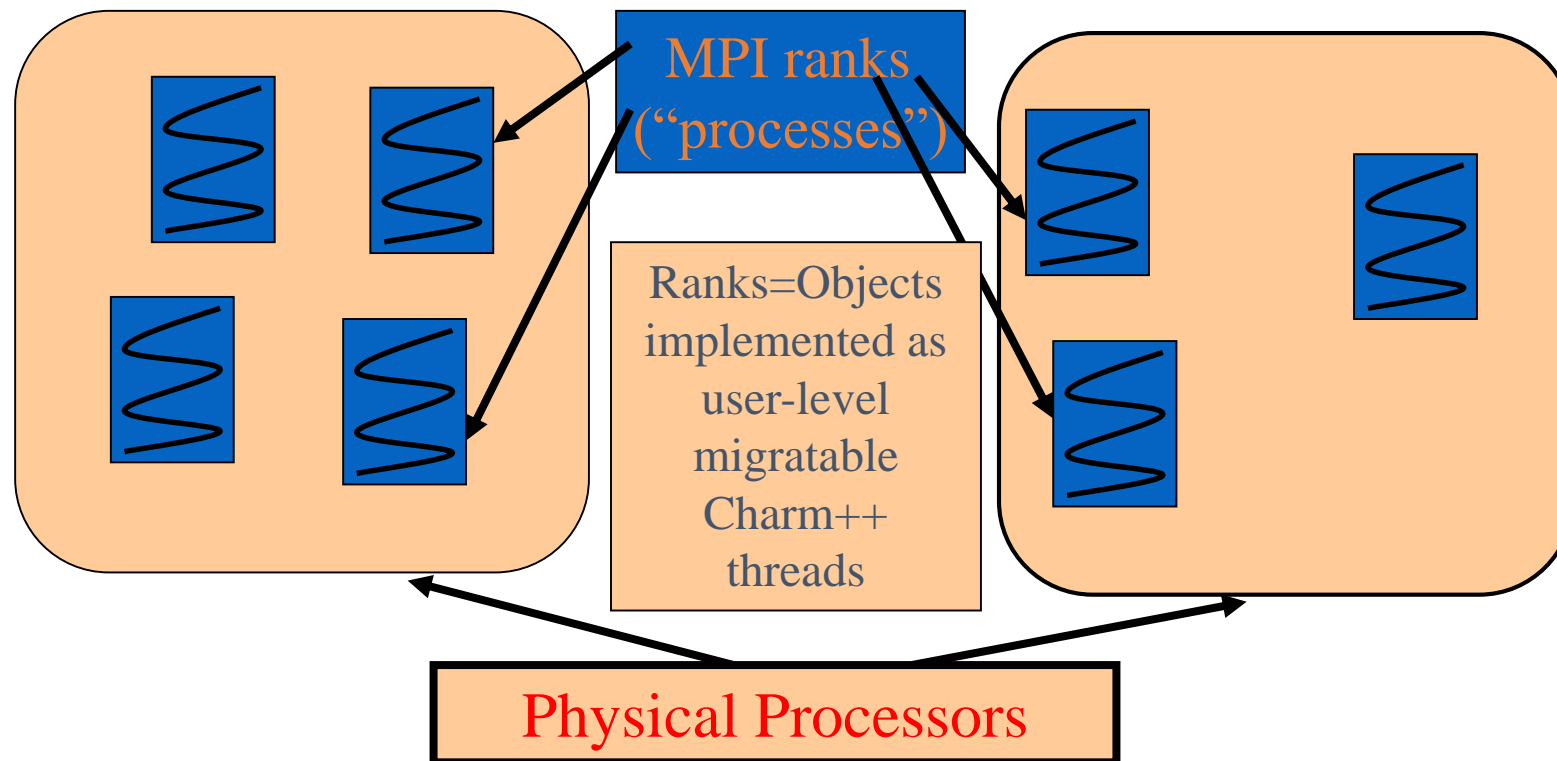 MPI ranks
(“processes”)
Ranks=Objects
implemented as
user-level
migratable
Charm++
threads
Physical Processors